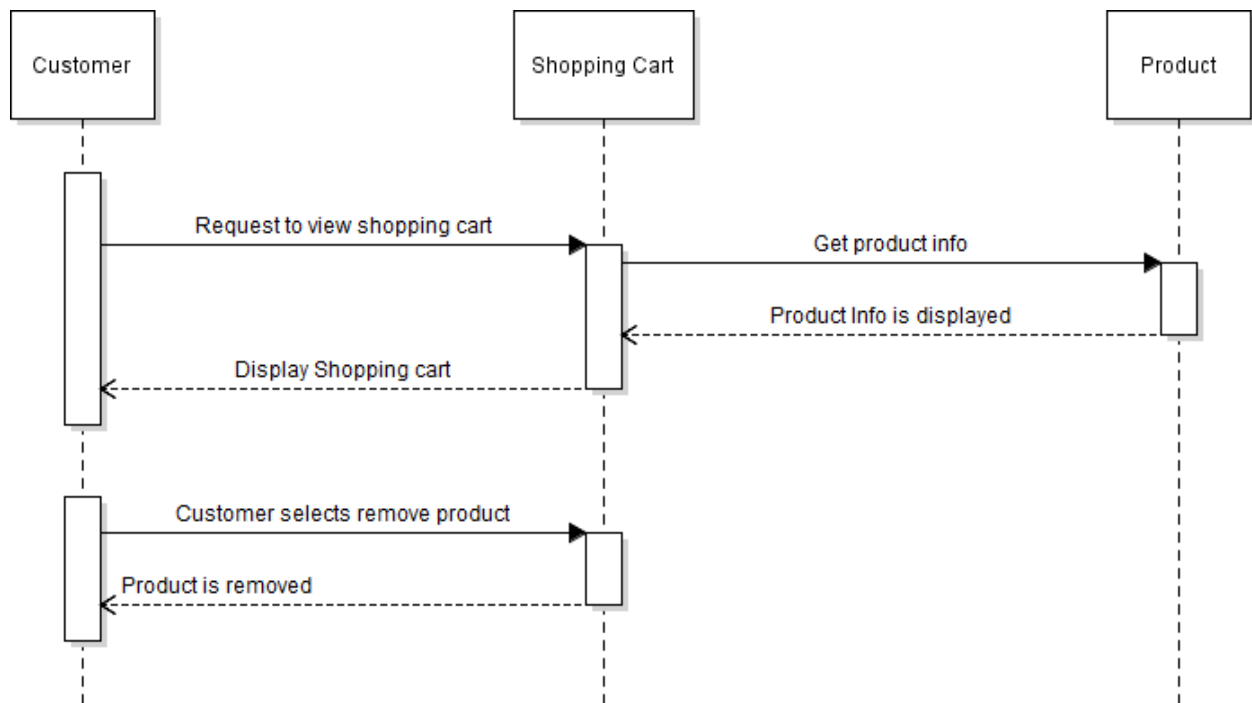 Customer
Shopping Cart
Product
Request to view shopping cart
Get product info
Product Info is displayed
Display Shopping cart
Customer selects remove product
Product is removed